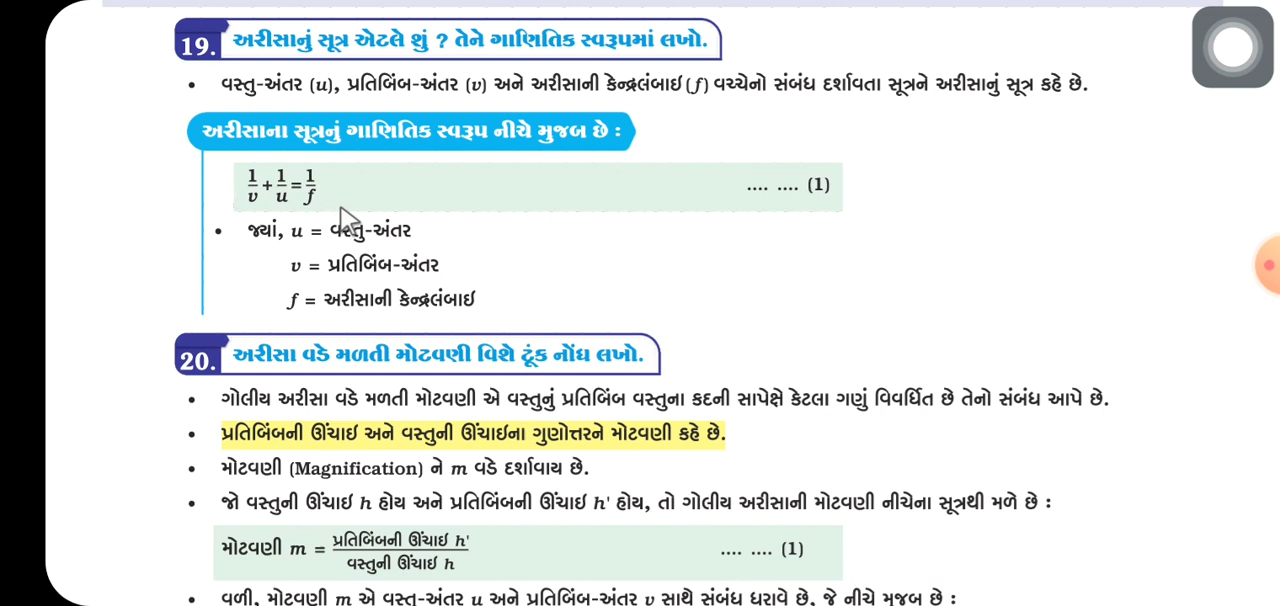 19. અરીસાનું સૂત્ર એટલે શું ? તેને ગાણિતિક સ્વરૂપમાં લખો.
• વસ્તુ-અંતર (u), પ્રતિબિંબ-અંતર (v) અને અરીસાની કેન્દ્રલંબાઇ (f) વચ્ચેનો સંબંધ દર્શાવતા સૂત્રને અરીસાનું સૂત્ર કહે છે.
અરીસાના સૂત્રનું ગાણિતિક સ્વરૂપ નીચે મુજબ છે :
1/v + 1/u = 1/f .... .... (1)
• જ્યાં, u = વસ્તુ-અંતર
v = પ્રતિબિંબ-અંતર
f = અરીસાની કેન્દ્રલંબાઇ
20. અરીસા વડે મળતી મોટવણી વિશે ટૂંક નોંધ લખો.
• ગોલીય અરીસા વડે મળતી મોટવણી એ વસ્તુનું પ્રતિબિંબ વસ્તુના કદની સાપેક્ષે કેટલા ગણું વિવર્ધિત છે તેનો સંબંધ આપે છે.
• પ્રતિબિંબની ઊંચાઇ અને વસ્તુની ઊંચાઇના ગુણોત્તરને મોટવણી કહે છે.
• મોટવણી (Magnification) ને m વડે દર્શાવાય છે.
• જો વસ્તુની ઊંચાઇ h હોય અને પ્રતિબિંબની ઊંચાઇ h' હોય, તો ગોલીય અરીસાની મોટવણી નીચેના સૂત્રથી મળે છે :
મોટવણી m = પ્રતિબિંબની ઊંચાઇ h' / વસ્તુની ઊંચાઇ h .... .... (1)
• વળી, મોટવણી m એ વસ્તુ-અંતર u અને પ્રતિબિંબ-અંતર v સાથે સંબંધ ધરાવે છે, જે નીચે મુજબ છે :